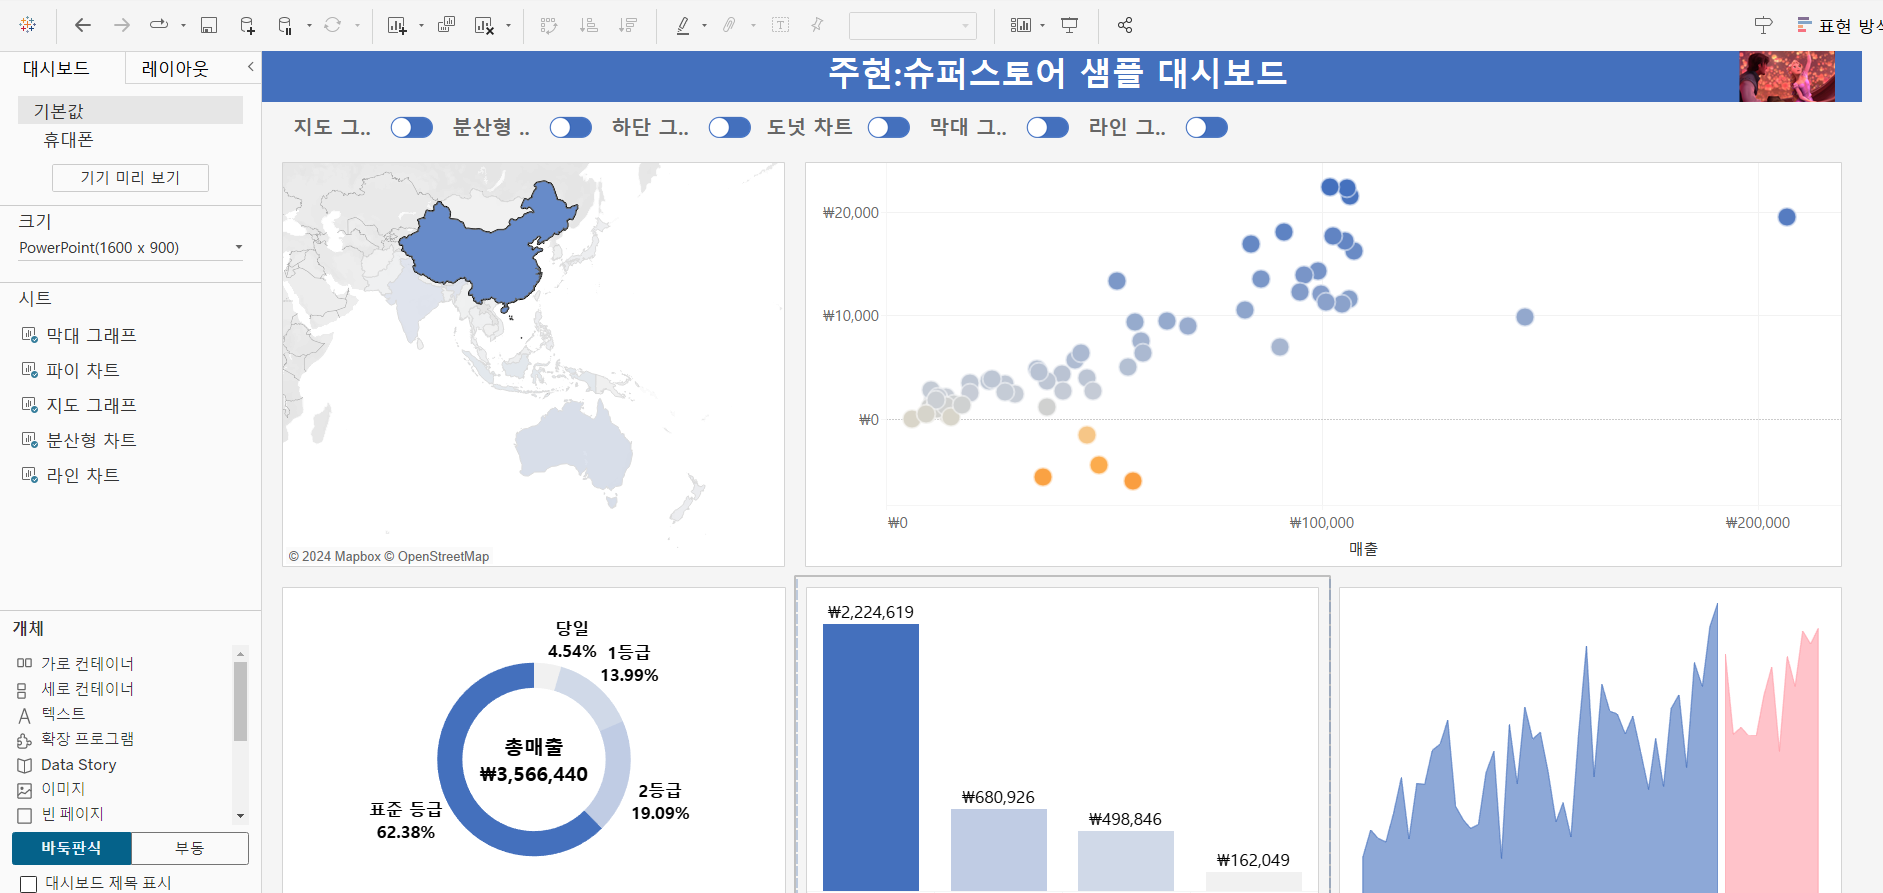 표현 방식
대시보드
레이아웃
기본값
휴대폰
기기 미리 보기
크기
PowerPoint(1600 x 900)
시트
막대 그래프
파이 차트
지도 그래프
분산형 차트
라인 차트
개체
가로 컨테이너
세로 컨테이너
텍스트
확장 프로그램
Data Story
이미지
빈 페이지
바둑판식
부동
대시보드 제목 표시
주현:슈퍼스토어 샘플 대시보드
지도 그..
분산형 ..
하단 그..
도넛 차트
막대 그..
라인 그..
© 2024 Mapbox © OpenStreetMap
₩20,000
₩10,000
₩0
₩0
₩100,000
₩200,000
매출
당일
4.54%
1등급
13.99%
총매출
₩3,566,440
2등급
19.09%
표준 등급
62.38%
₩2,224,619
₩680,926
₩498,846
₩162,049